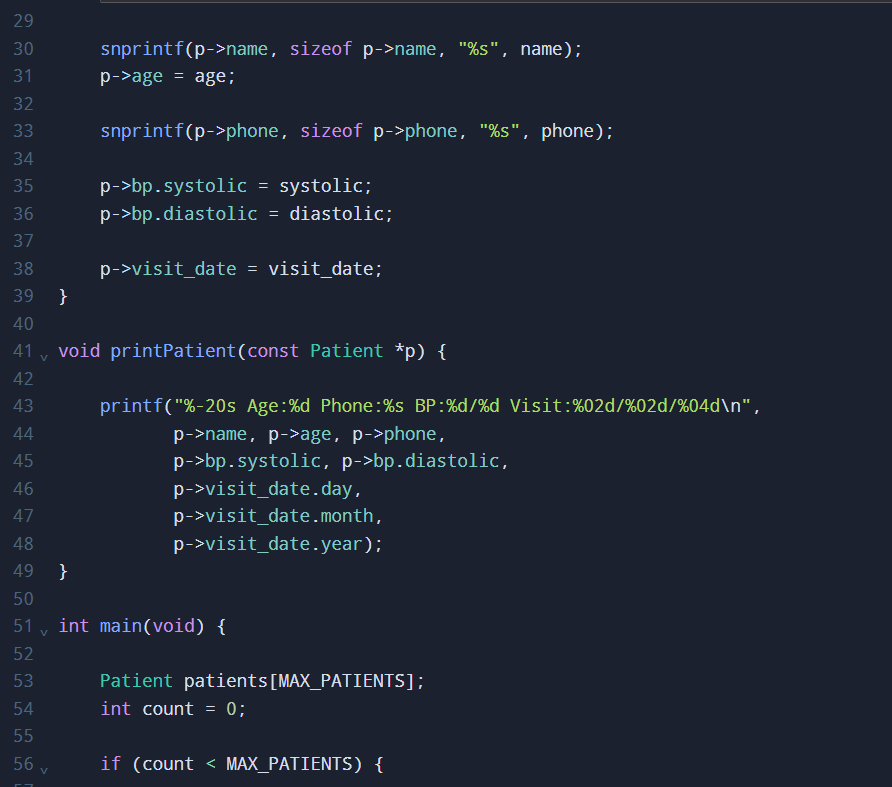 29
30 snprintf(p->name, sizeof p->name, "%s", name);
31 p->age = age;
32
33 snprintf(p->phone, sizeof p->phone, "%s", phone);
34
35 p->bp.systolic = systolic;
36 p->bp.diastolic = diastolic;
37
38 p->visit_date = visit_date;
39 }
40
41 void printPatient(const Patient *p) {
42
43 printf("%-20s Age:%d Phone:%s BP:%d/%d Visit:%02d/%02d/%04d\n",
44 p->name, p->age, p->phone,
45 p->bp.systolic, p->bp.diastolic,
46 p->visit_date.day,
47 p->visit_date.month,
48 p->visit_date.year);
49 }
50
51 int main(void) {
52
53 Patient patients[MAX_PATIENTS];
54 int count = 0;
55
56 if (count < MAX_PATIENTS) {